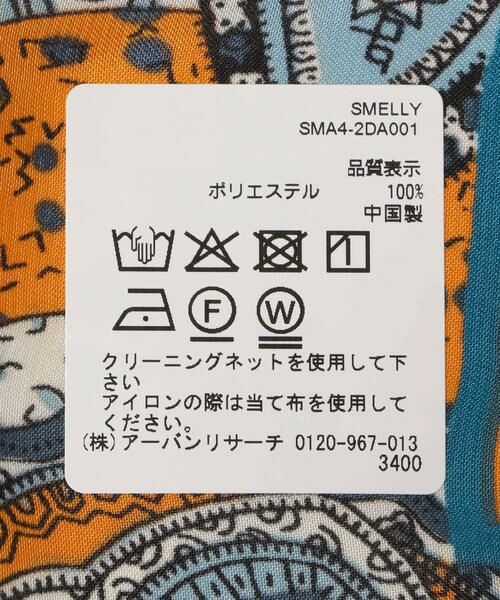 SMELLY
SMA4-2DA001
品質表示
ポリエステル 100%
中国製
F W
クリーニングネットを使用して下
さい
アイロンの際は当て布を使用して
ください。
(株)アーバンリサーチ 0120-967-013
3400